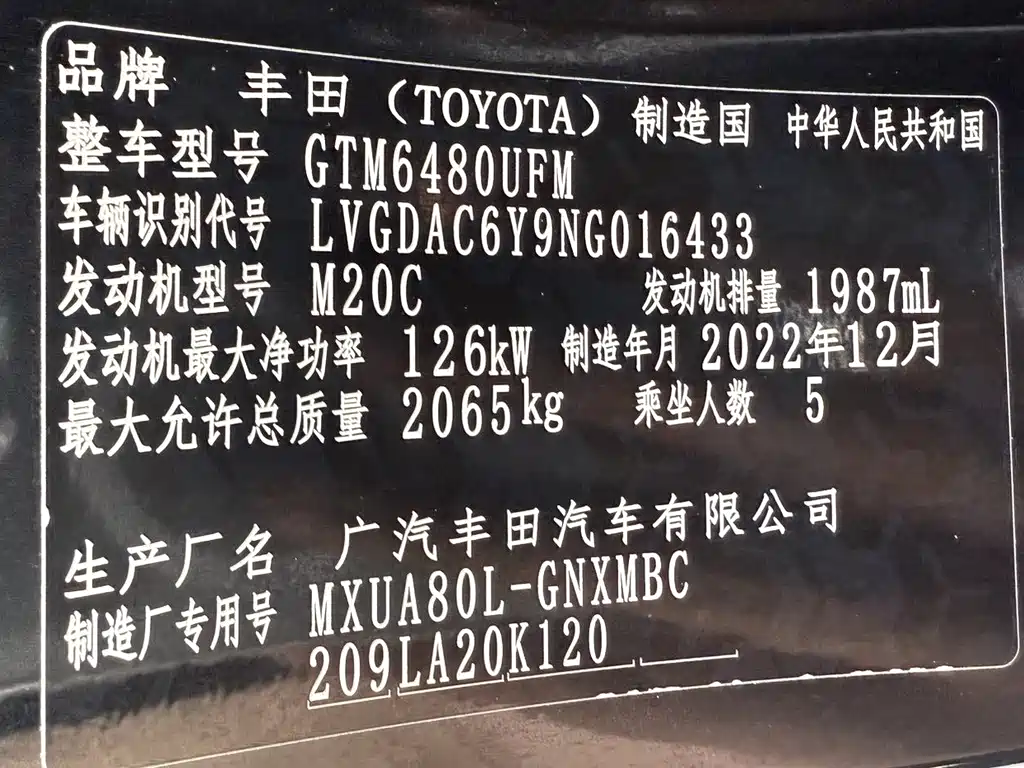 品牌 丰田（TOYOTA） 制造国 中华人民共和国
整车型号 GTM6480UFM
车辆识别代号 LVGDAC6Y9NG016433
发动机型号 M20C 发动机排量 1987mL
发动机最大净功率 126kW 制造年月 2022年12月
最大允许总质量 2065kg 乘坐人数 5
生产厂名 广汽丰田汽车有限公司
制造厂专用号 MXUA80L-GNXMBC
209LA20K120